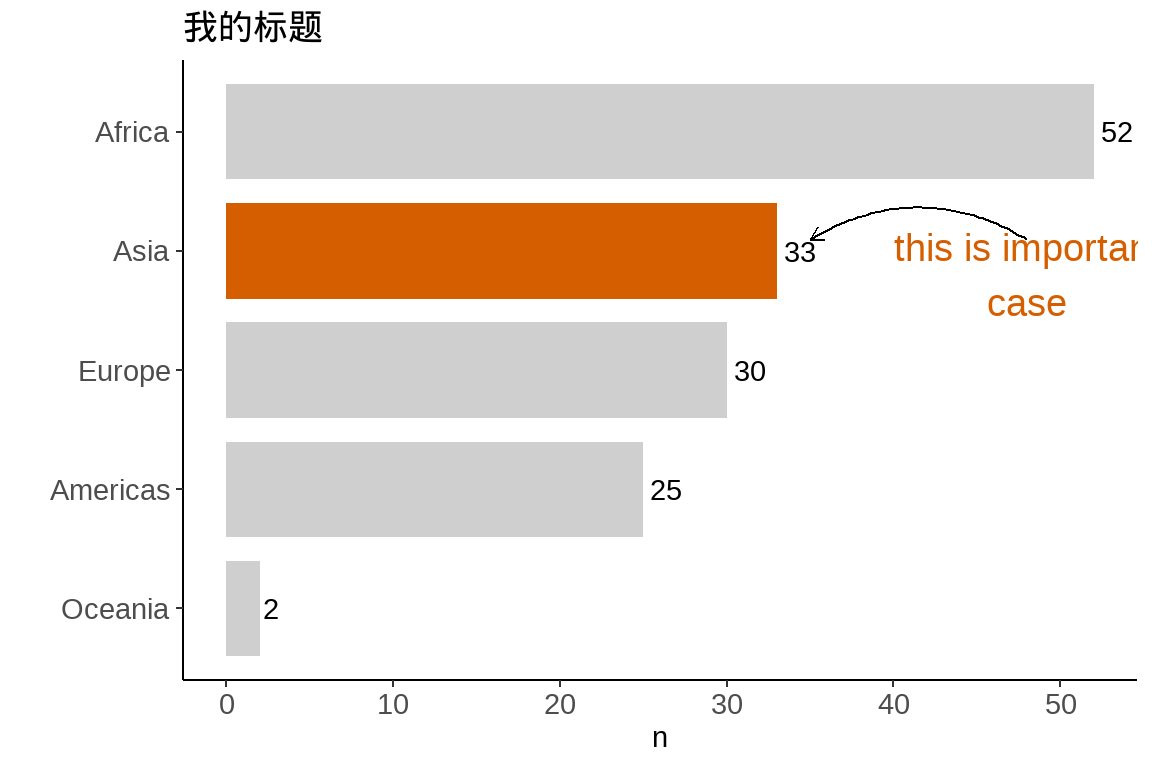 我的标题
Africa
52
Asia
33
this is importan
case
Europe
30
Americas
25
Oceania
2
0 10 20 30 40 50
n